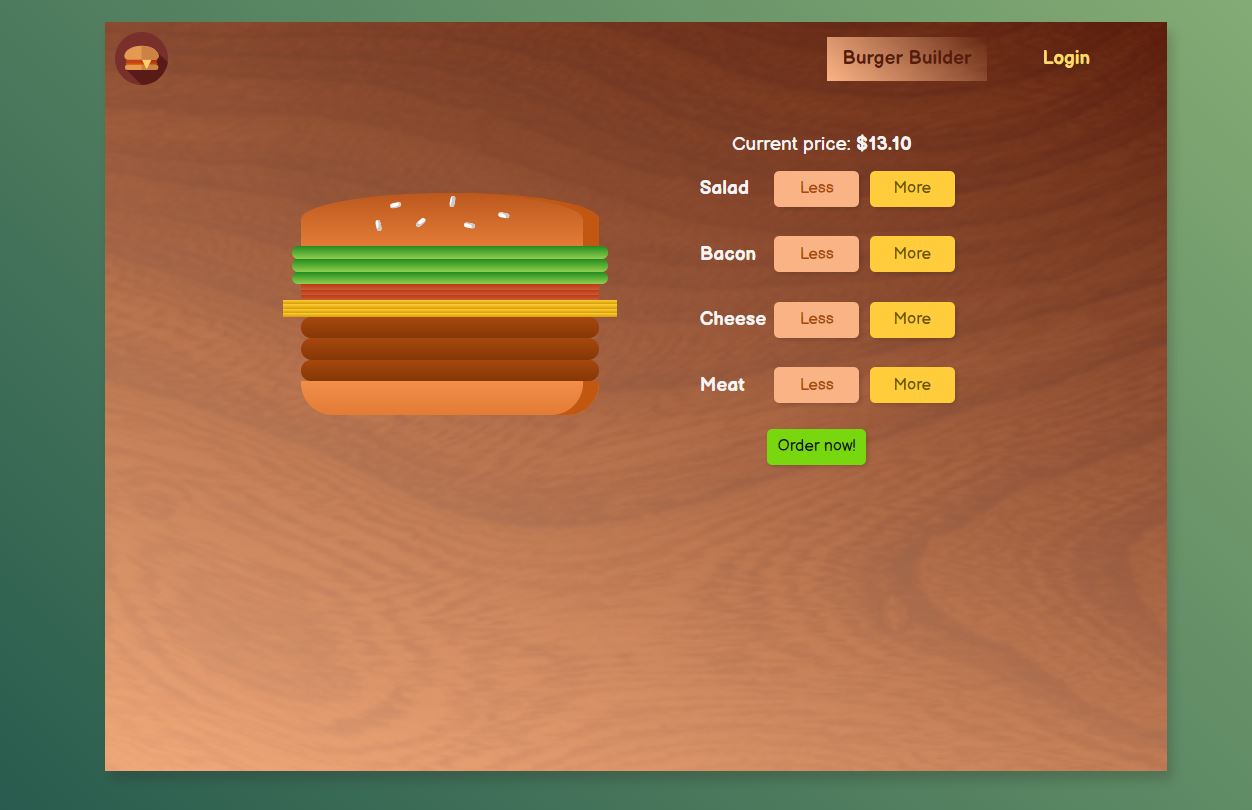 Burger Builder Login
Current price: $13.10
Salad Less More
Bacon Less More
Cheese Less More
Meat Less More
Order now!